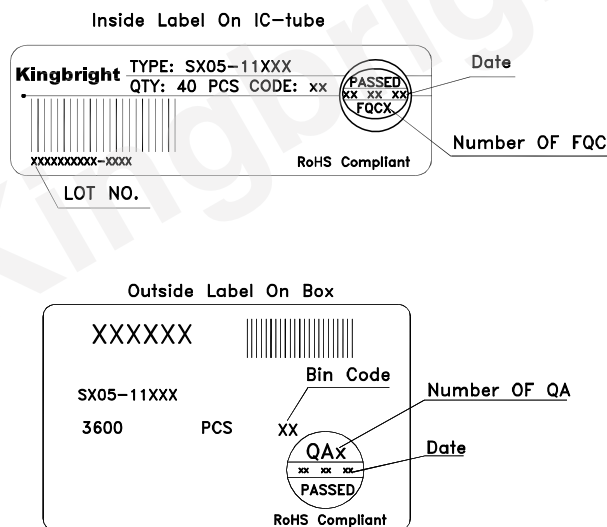 Inside Label On IC-tube
Kingbright
TYPE: SX05-11XXX
QTY: 40 PCS CODE: xx
PASSED
xx xx xx
FQCX
Date
Number OF FQC
xxxxxxxxxx-xxxx
RoHS Compliant
LOT NO.
Outside Label On Box
XXXXXX
Bin Code
SX05-11XXX
Number OF QA
3600 PCS XX
QAx
Date
xx xx xx
PASSED
RoHS Compliant
Kingbright